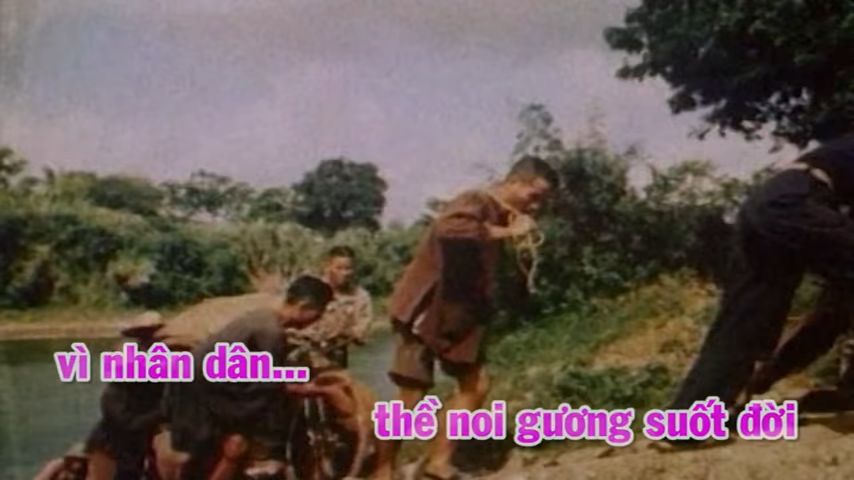 vì nhân dân...
thề noi gương suốt đời